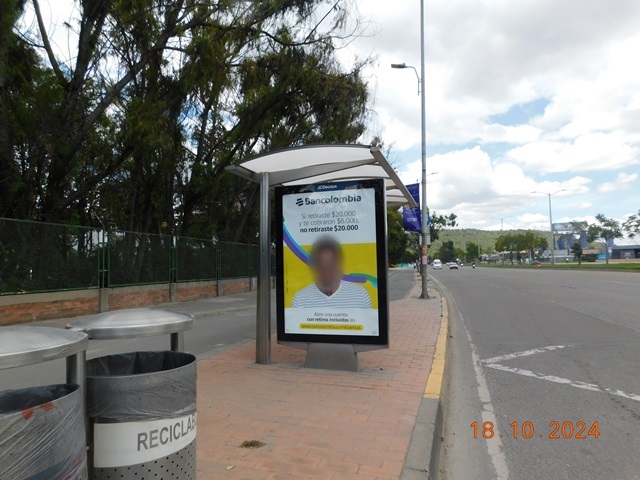 JCDecaux
Bancolombia
Si retiraste $20.000
y te cobraron $6.000,
no retiraste $20.000
Abre una cuenta
con retiros incluidos en
RECICLA
18.10.2024